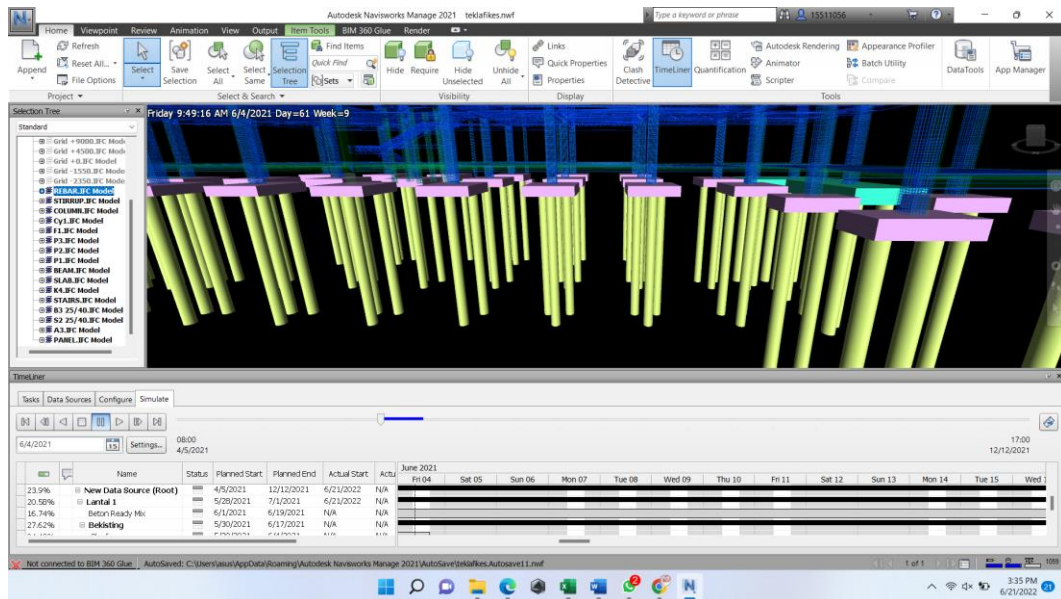 Autodesk Navisworks Manage 2021 teklafikes.nwf
Type a keyword or phrase
15511056
Home Viewpoint Review Animation View Output Item Tools BIM 360 Glue Render
Append
Refresh
Reset All...
File Options
Project
Select
Save Selection
Select All
Select Same
Selection Tree
Find Items
Quick Find
Sets
Select & Search
Hide
Require
Hide Unselected
Unhide All
Visibility
Links
Quick Properties
Properties
Display
Clash Detective
TimeLiner
Quantification
Autodesk Rendering
Animator
Scripter
Appearance Profiler
Batch Utility
Compare
Tools
DataTools
App Manager
Selection Tree
Standard
Grid +9000.IFC Mode
Grid +4500.IFC Mode
Grid +0.IFC Model
Grid -1550.IFC Mode
Grid -2350.IFC Mode
REBAR.IFC Model
STIRRUP.IFC Model
COLUMN.IFC Model
Cy1.IFC Model
F1.IFC Model
P3.IFC Model
P2.IFC Model
P1.IFC Model
BEAM.IFC Model
SLAB.IFC Model
K4.IFC Model
STAIRS.IFC Model
B3 25/40.IFC Model
S2 25/40.IFC Model
A3.IFC Model
PANEL.IFC Model
Friday 9:49:16 AM 6/4/2021 Day=61 Week=9
TimeLiner
Tasks Data Sources Configure Simulate
6/4/2021 15 Settings...
08:00
4/5/2021
17:00
12/12/2021
Name Status Planned Start Planned End Actual Start Actu
June 2021
Fri 04 Sat 05 Sun 06 Mon 07 Tue 08 Wed 09 Thu 10 Fri 11 Sat 12 Sun 13 Mon 14 Tue 15 Wed 1
23.9% New Data Source (Root) 4/5/2021 12/12/2021 6/21/2022 N/A
20.58% Lantai 1 5/28/2021 7/1/2021 6/21/2022 N/A
16.74% Beton Ready Mix 6/1/2021 6/19/2021 N/A N/A
27.62% Bekisting 5/30/2021 6/17/2021 N/A N/A
Not connected to BIM 360 Glue AutoSaved: C:\Users\asus\AppData\Roaming\Autodesk Navisworks Manage 2021\AutoSave\teklafikes.Autosave11.nwf
1 of 1
3:35 PM
6/21/2022